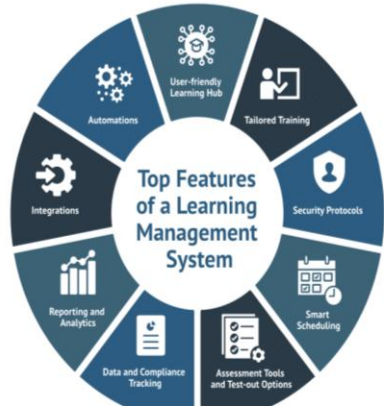 Top Features
of a Learning
Management
System
User-friendly
Learning Hub
Tailored Training
Security Protocols
Smart
Scheduling
Assessment Tools
and Test-out Options
Data and Compliance
Tracking
Reporting and
Analytics
Integrations
Automations